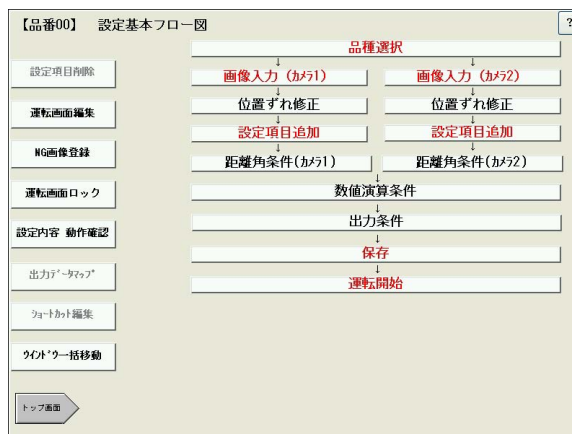 【品番00】 設定基本フロー図 ?
品種選択
↓ ↓
設定項目削除 画像入力 (ｶﾒﾗ1) 画像入力 (ｶﾒﾗ2)
↓ ↓
運転画面編集 位置ずれ修正 位置ずれ修正
↓ ↓
設定項目追加 設定項目追加
↓ ↓
NG画像登録 距離角条件(ｶﾒﾗ1) 距離角条件(ｶﾒﾗ2)
↓
運転画面ロック 数値演算条件
↓
設定内容 動作確認 出力条件
↓
保存
↓
出力ﾃﾞｰﾀﾏｯﾌﾟ 運転開始
ｼｮｰﾄｶｯﾄ編集
ｳｲﾝﾄﾞｳ一括移動
トップ画面